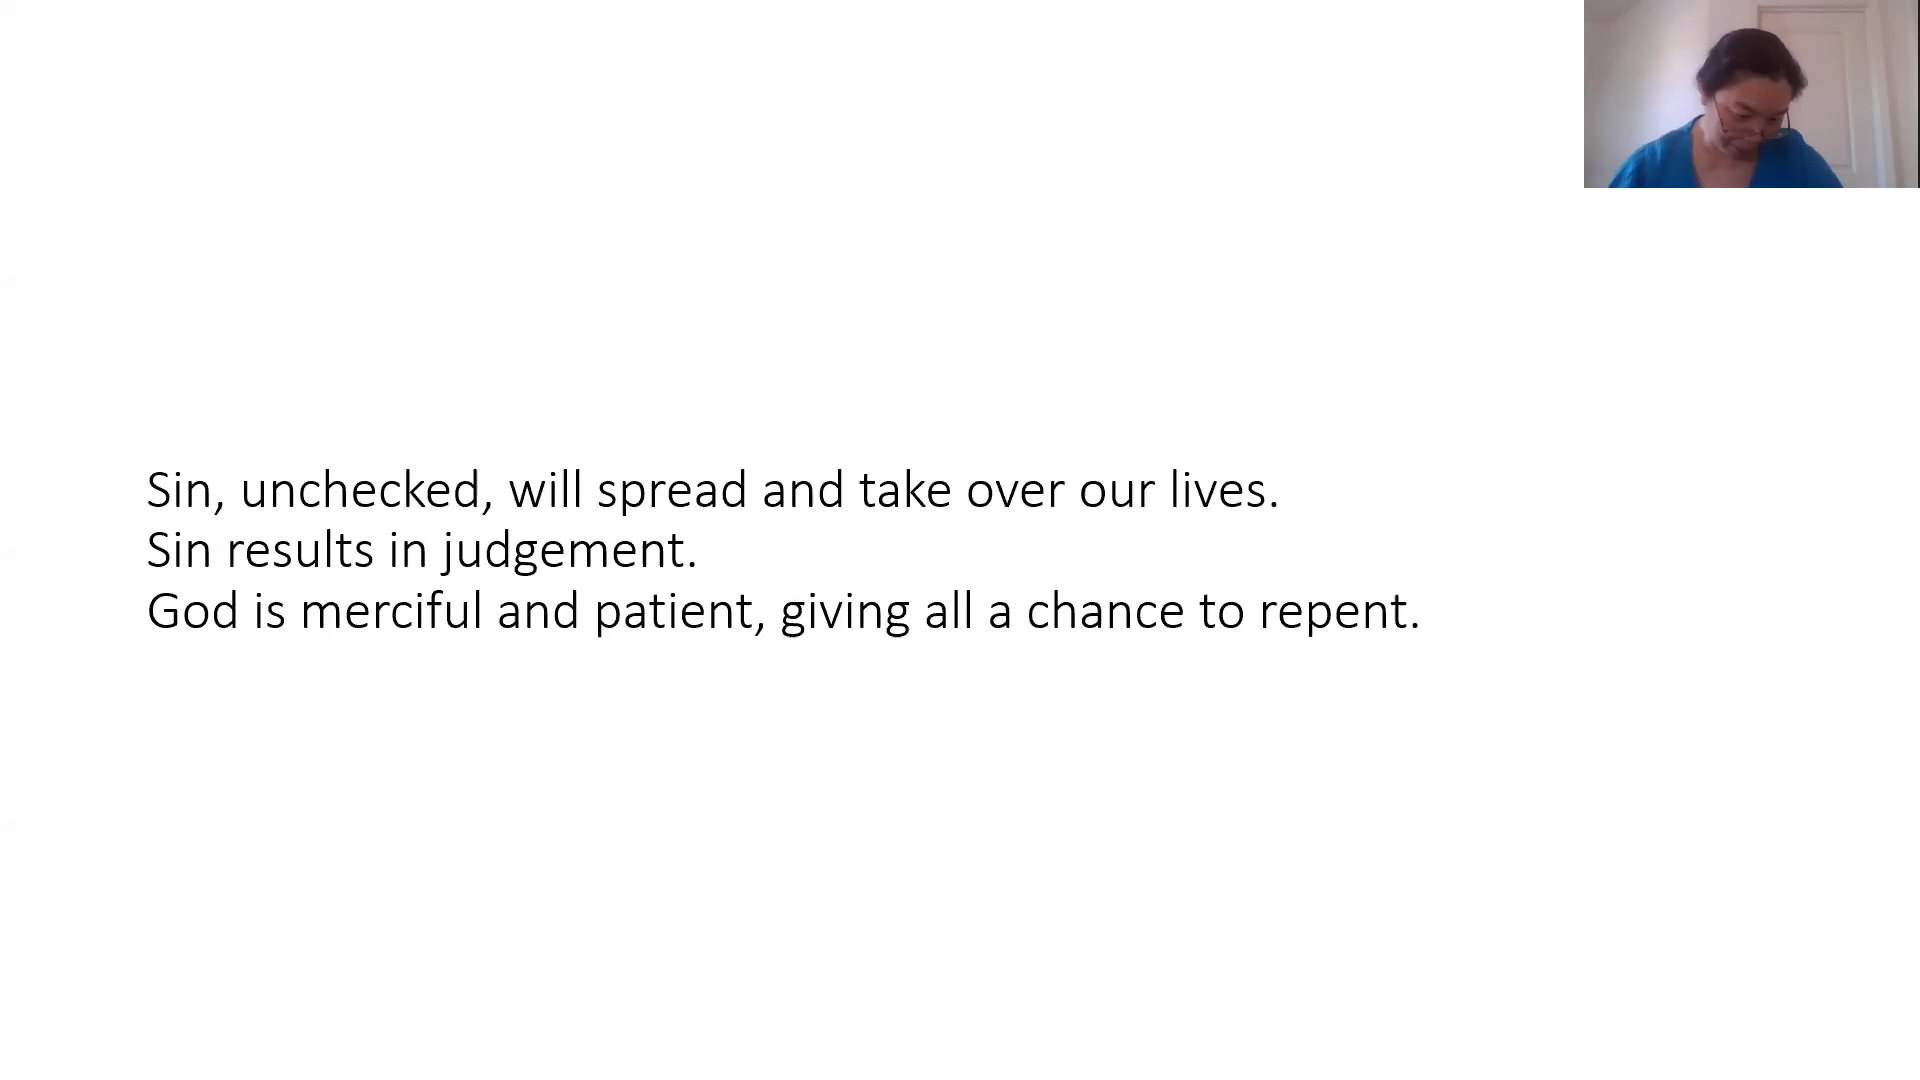 Sin, unchecked, will spread and take over our lives.
Sin results in judgement.
God is merciful and patient, giving all a chance to repent.